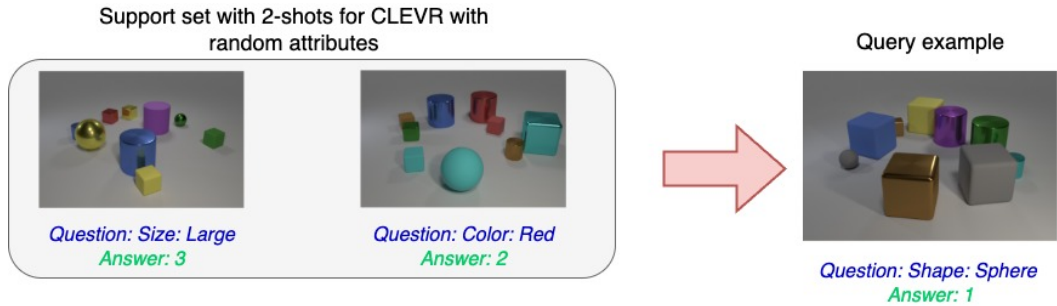 Support set with 2-shots for CLEVR with
random attributes
Question: Size: Large
Answer: 3
Question: Color: Red
Answer: 2
Query example
Question: Shape: Sphere
Answer: 1